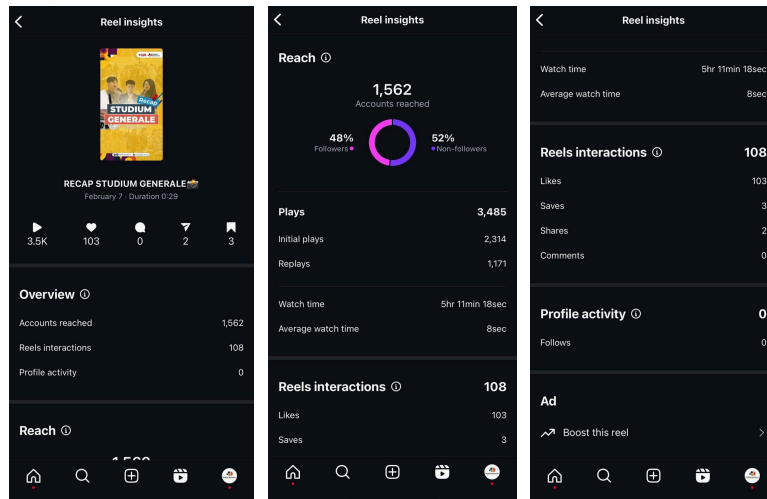 Reel insights
Recap
STUDIUM
GENERALE
RECAP STUDIUM GENERALE📸
February 7 · Duration 0:29
3.5K 103 0 2 3
Overview
Accounts reached 1,562
Reels interactions 108
Profile activity 0
Reach
Reel insights
Reach
1,562
Accounts reached
48% 52%
Followers Non-followers
Plays 3,485
Initial plays 2,314
Replays 1,171
Watch time 5hr 11min 18sec
Average watch time 8sec
Reels interactions 108
Likes 103
Saves 3
Reel insights
Watch time 5hr 11min 18sec
Average watch time 8sec
Reels interactions 108
Likes 103
Saves 3
Shares 2
Comments 0
Profile activity 0
Follows 0
Ad
Boost this reel